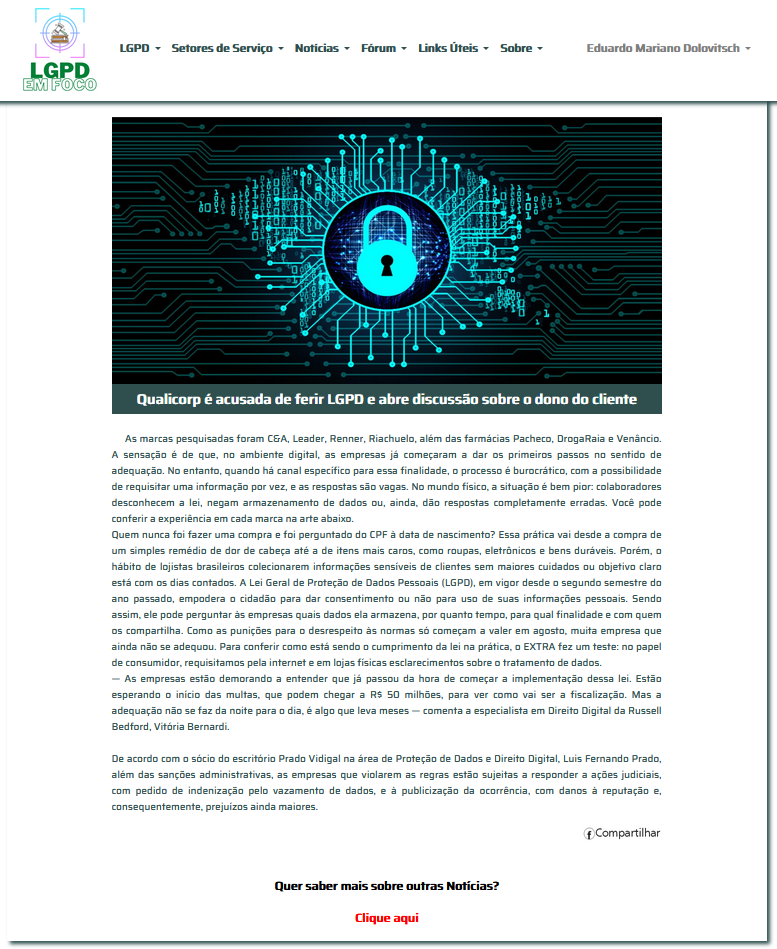 LGPD
EM FOCO
LGPD
Setores de Serviço
Notícias
Fórum
Links Úteis
Sobre
Eduardo Mariano Dolovitsch
Qualicorp é acusada de ferir LGPD e abre discussão sobre o dono do cliente
As marcas pesquisadas foram C&A, Leader, Renner, Riachuelo, além das farmácias Pacheco, DrogaRaia e Venâncio.
A sensação é de que, no ambiente digital, as empresas já começaram a dar os primeiros passos no sentido de
adequação. No entanto, quando há canal específico para essa finalidade, o processo é burocrático, com a possibilidade
de requisitar uma informação por vez, e as respostas são vagas. No mundo físico, a situação é bem pior: colaboradores
desconhecem a lei, negam armazenamento de dados ou, ainda, dão respostas completamente erradas. Você pode
conferir a experiência em cada marca na arte abaixo.
Quem nunca foi fazer uma compra e foi perguntado do CPF à data de nascimento? Essa prática vai desde a compra de
um simples remédio de dor de cabeça até a de itens mais caros, como roupas, eletrônicos e bens duráveis. Porém, o
hábito de lojistas brasileiros colecionarem informações sensíveis de clientes sem maiores cuidados ou objetivo claro
está com os dias contados. A Lei Geral de Proteção de Dados Pessoais (LGPD), em vigor desde o segundo semestre do
ano passado, empodera o cidadão para dar consentimento ou não para uso de suas informações pessoais. Sendo
assim, ele pode perguntar às empresas quais dados ela armazena, por quanto tempo, para qual finalidade e com quem
os compartilha. Como as punições para o desrespeito às normas só começam a valer em agosto, muita empresa que
ainda não se adequou. Para conferir como está sendo o cumprimento da lei na prática, o EXTRA fez um teste: no papel
de consumidor, requisitamos pela internet e em lojas físicas esclarecimentos sobre o tratamento de dados.
— As empresas estão demorando a entender que já passou da hora de começar a implementação dessa lei. Estão
esperando o início das multas, que podem chegar a R$ 50 milhões, para ver como vai ser a fiscalização. Mas a
adequação não se faz da noite para o dia, é algo que leva meses — comenta a especialista em Direito Digital da Russell
Bedford, Vitória Bernardi.
De acordo com o sócio do escritório Prado Vidigal na área de Proteção de Dados e Direito Digital, Luis Fernando Prado,
além das sanções administrativas, as empresas que violarem as regras estão sujeitas a responder a ações judiciais,
com pedido de indenização pelo vazamento de dados, e à publicização da ocorrência, com danos à reputação e,
consequentemente, prejuízos ainda maiores.
Compartilhar
Quer saber mais sobre outras Notícias?
Clique aqui